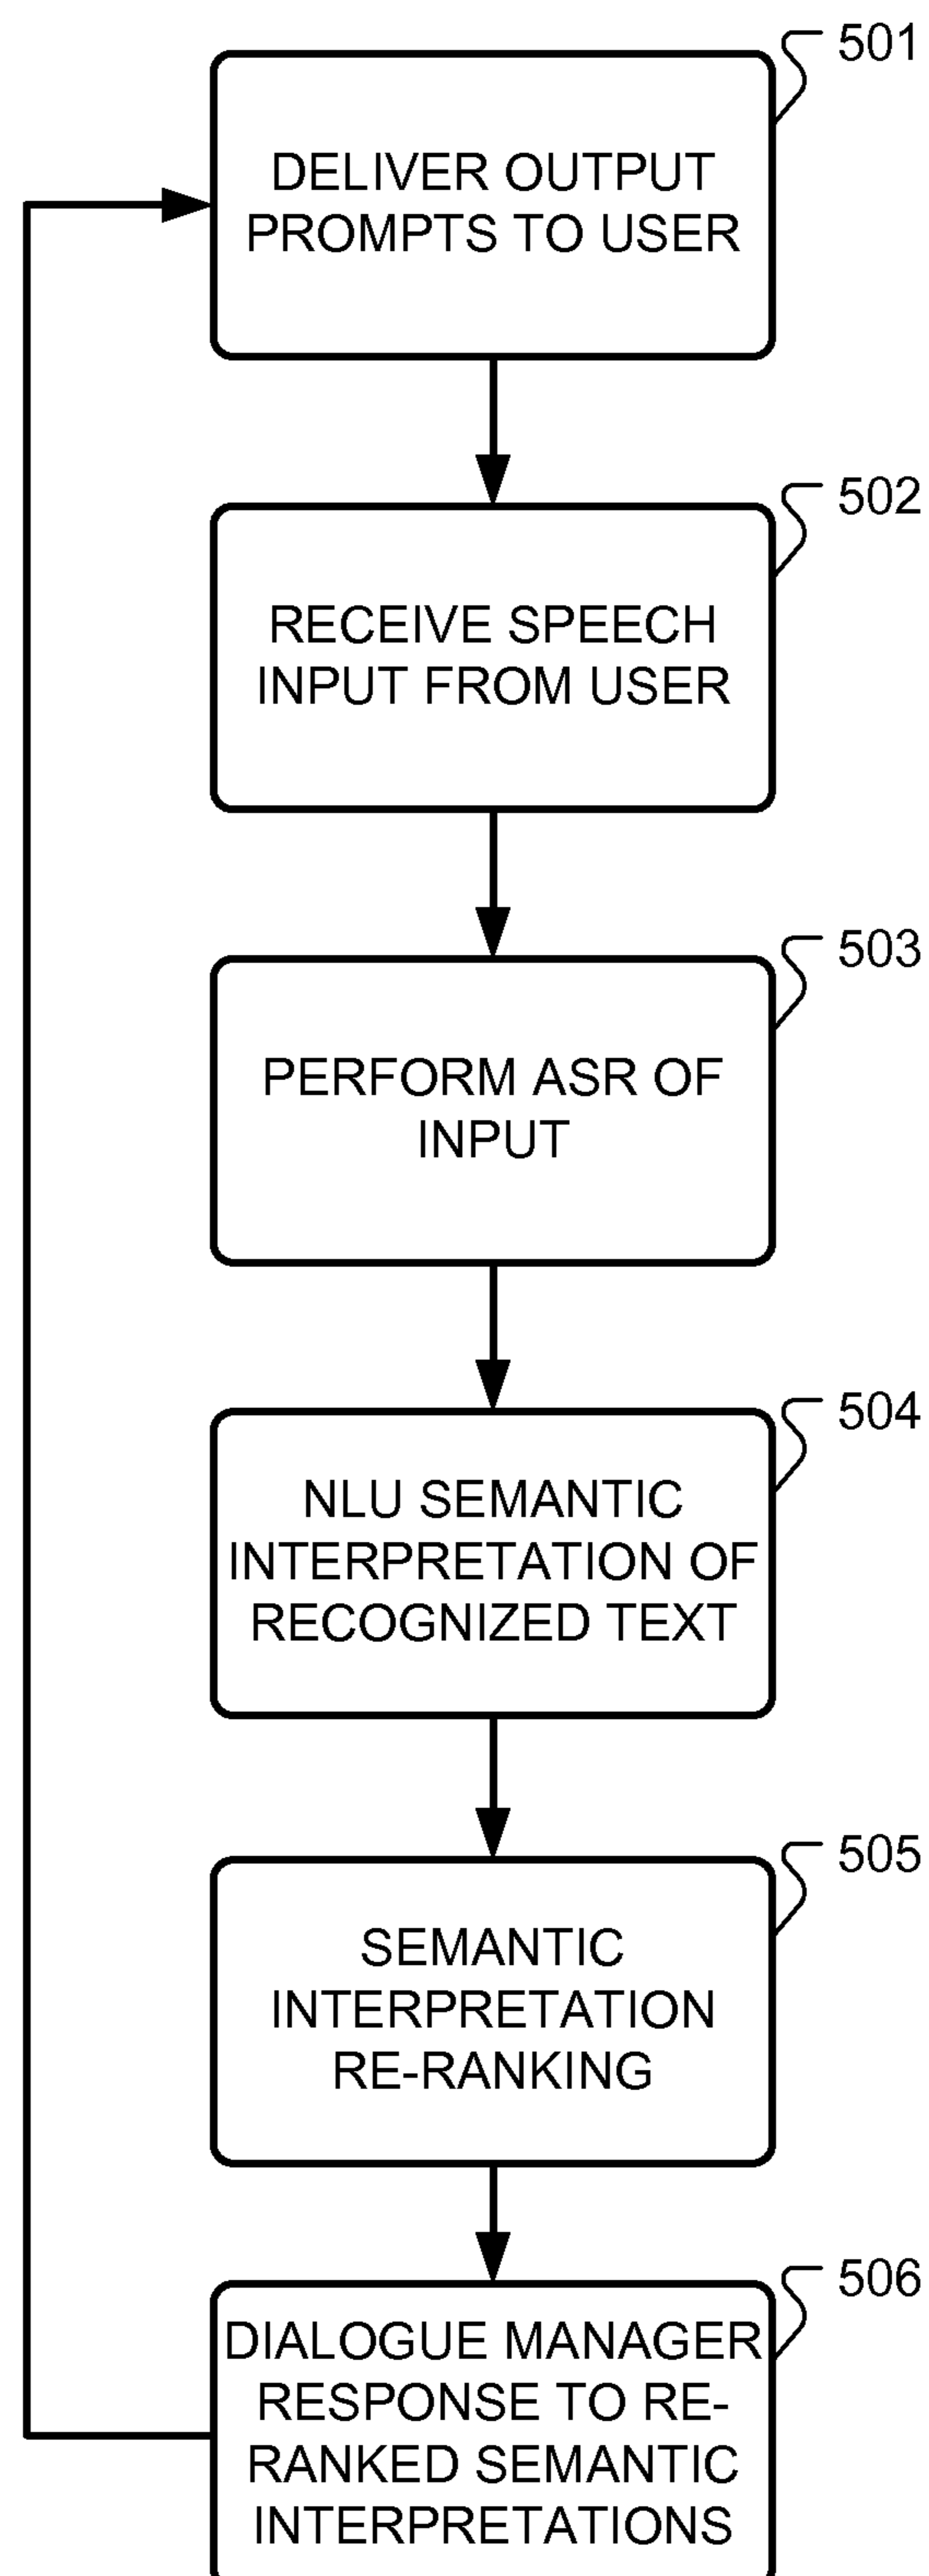 501
DELIVER OUTPUT
PROMPTS TO USER
502
RECEIVE SPEECH
INPUT FROM USER
503
PERFORM ASR OF
INPUT
504
NLU SEMANTIC
INTERPRETATION OF
RECOGNIZED TEXT
505
SEMANTIC
INTERPRETATION
RE-RANKING
506
DIALOGUE MANAGER
RESPONSE TO RE-
RANKED SEMANTIC
INTERPRETATIONS